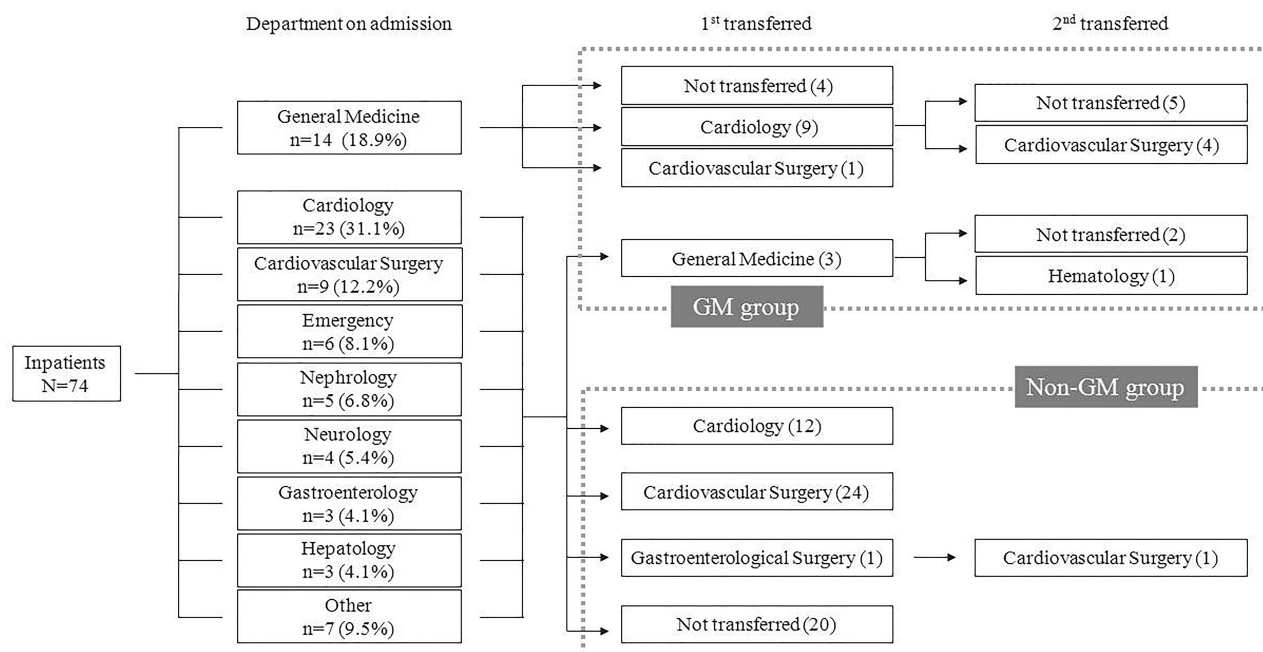 Department on admission
1st transferred
2nd transferred
Inpatients
N=74
General Medicine
n=14 (18.9%)
Cardiology
n=23 (31.1%)
Cardiovascular Surgery
n=9 (12.2%)
Emergency
n=6 (8.1%)
Nephrology
n=5 (6.8%)
Neurology
n=4 (5.4%)
Gastroenterology
n=3 (4.1%)
Hepatology
n=3 (4.1%)
Other
n=7 (9.5%)
Not transferred (4)
Cardiology (9)
Cardiovascular Surgery (1)
Not transferred (5)
Cardiovascular Surgery (4)
General Medicine (3)
Not transferred (2)
Hematology (1)
GM group
Non-GM group
Cardiology (12)
Cardiovascular Surgery (24)
Gastroenterological Surgery (1)
Cardiovascular Surgery (1)
Not transferred (20)